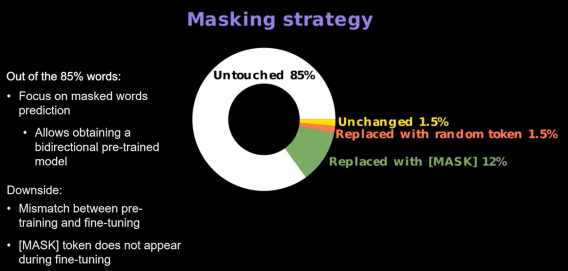 Masking strategy
Out of the 85% words:
• Focus on masked words
prediction
• Allows obtaining a
bidirectional pre-trained
model
Downside:
• Mismatch between pre-
training and fine-tuning
• [MASK] token does not appear
during fine-tuning
Untouched 85%
Unchanged 1.5%
Replaced with random token 1.5%
Replaced with [MASK] 12%